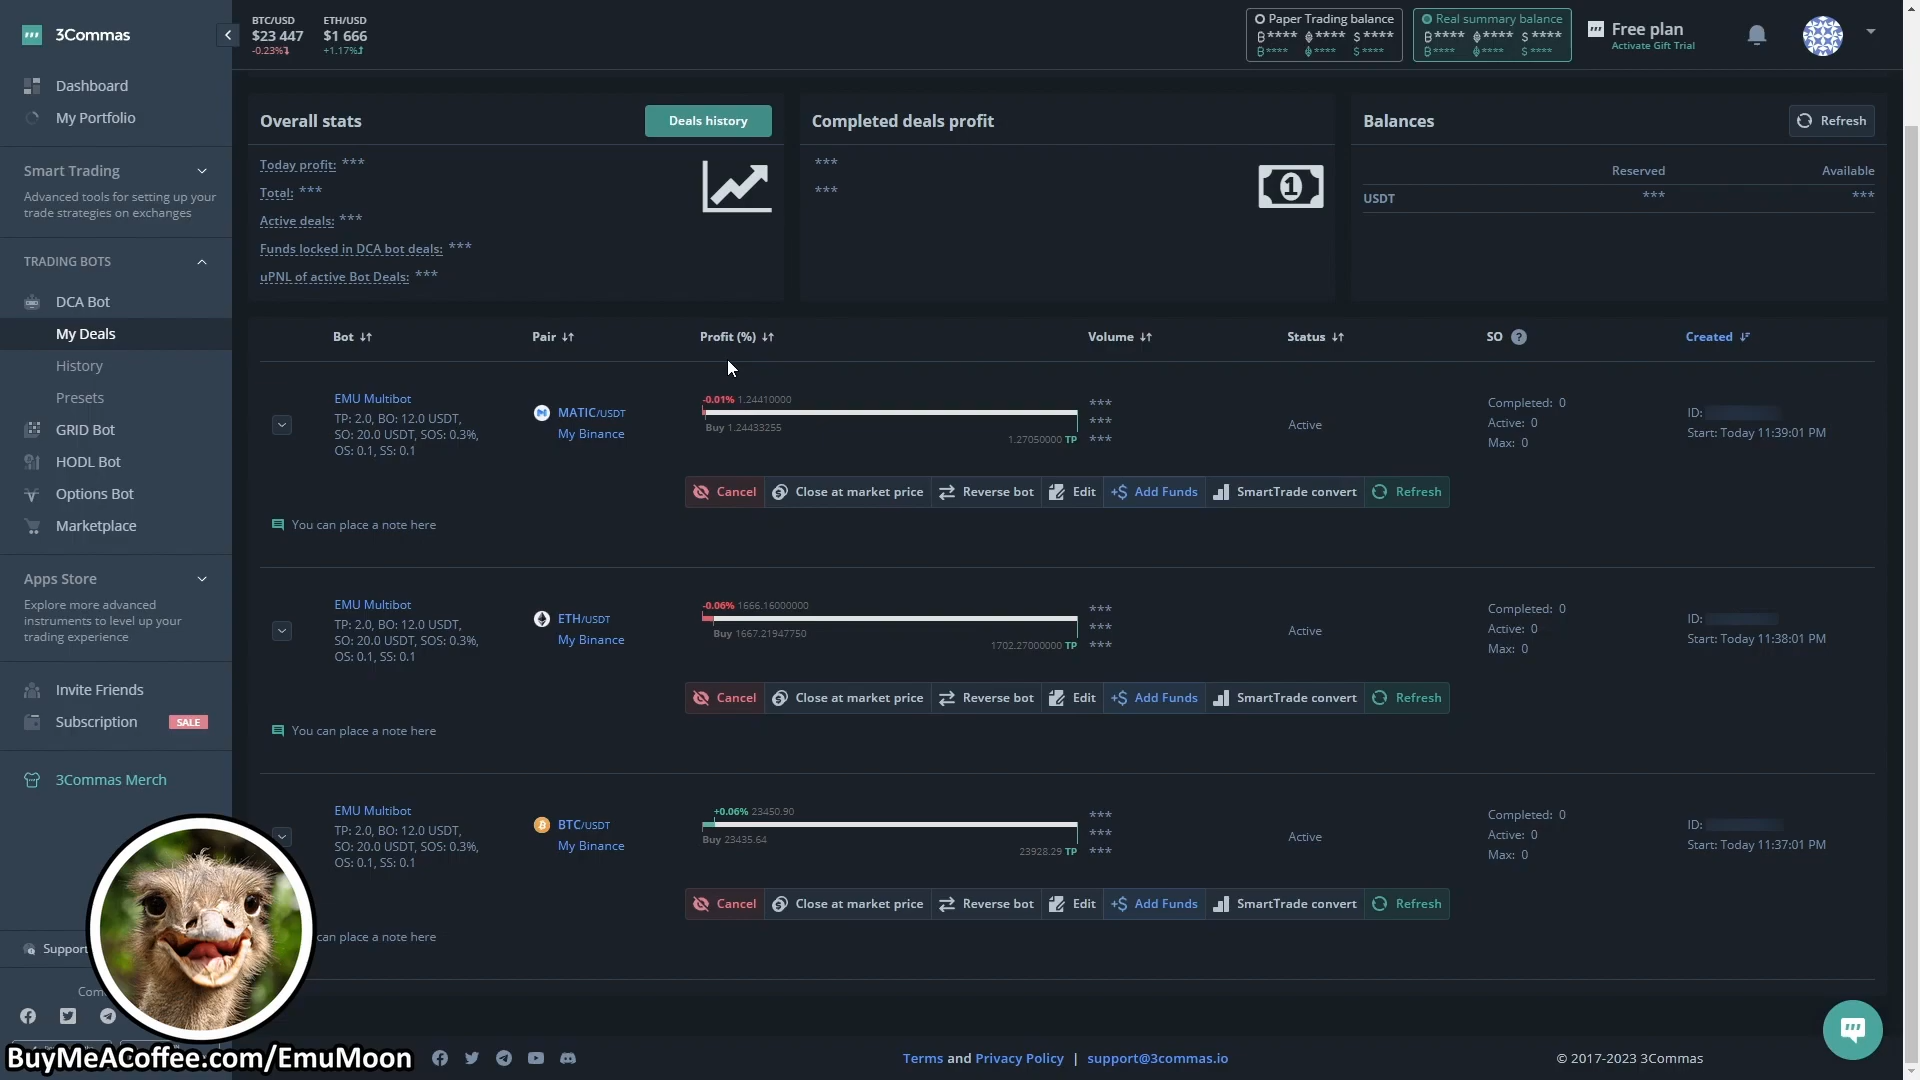 3Commas
BTC/USD
$23 447
-0.23%
ETH/USD
$1 666
+1.17%
Paper Trading balance
**** **** $****
**** **** $****
Real summary balance
**** **** $****
**** **** $****
Free plan
Activate Gift Trial
Dashboard
My Portfolio
Smart Trading
Advanced tools for setting up your
trade strategies on exchanges
TRADING BOTS
DCA Bot
My Deals
History
Presets
GRID Bot
HODL Bot
Options Bot
Marketplace
Apps Store
Explore more advanced
instruments to level up your
trading experience
Invite Friends
Subscription SALE
3Commas Merch
Support
Overall stats
Deals history
Today profit: ***
Total: ***
Active deals: ***
Funds locked in DCA bot deals: ***
uPNL of active Bot Deals: ***
Completed deals profit
***
***
Balances
Refresh
Reserved Available
USDT *** ***
Bot Pair Profit (%) Volume Status SO ? Created
EMU Multibot
TP: 2.0, BO: 12.0 USDT,
SO: 20.0 USDT, SOS: 0.3%,
OS: 0.1, SS: 0.1
MATIC/USDT
My Binance
-0.01% 1.24410000
Buy 1.24433255
1.27050000 TP
***
***
***
Active
Completed: 0
Active: 0
Max: 0
ID:
Start: Today 11:39:01 PM
Cancel Close at market price Reverse bot Edit +$ Add Funds SmartTrade convert Refresh
You can place a note here
EMU Multibot
TP: 2.0, BO: 12.0 USDT,
SO: 20.0 USDT, SOS: 0.3%,
OS: 0.1, SS: 0.1
ETH/USDT
My Binance
-0.06% 1666.16000000
Buy 1667.21947750
1702.27000000 TP
***
***
***
Active
Completed: 0
Active: 0
Max: 0
ID:
Start: Today 11:38:01 PM
Cancel Close at market price Reverse bot Edit +$ Add Funds SmartTrade convert Refresh
You can place a note here
EMU Multibot
TP: 2.0, BO: 12.0 USDT,
SO: 20.0 USDT, SOS: 0.3%,
OS: 0.1, SS: 0.1
BTC/USDT
My Binance
+0.06% 23450.90
Buy 23435.64
23928.29 TP
***
***
***
Active
Completed: 0
Active: 0
Max: 0
ID:
Start: Today 11:37:01 PM
Cancel Close at market price Reverse bot Edit +$ Add Funds SmartTrade convert Refresh
can place a note here
BuyMeACoffee.com/EmuMoon
Terms and Privacy Policy | support@3commas.io
© 2017-2023 3Commas